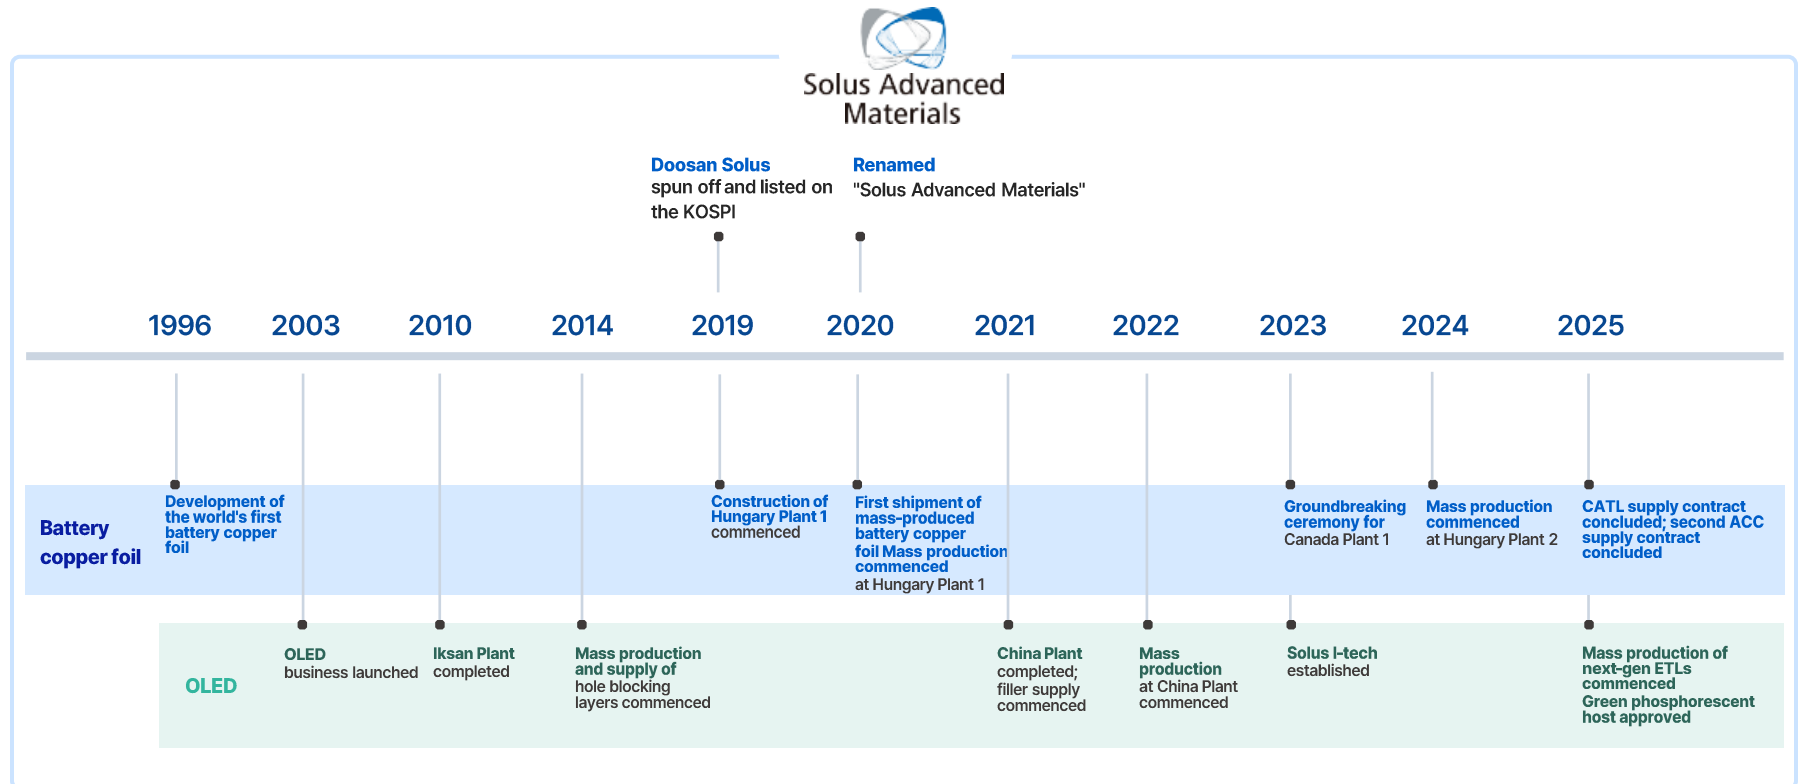 Solus Advanced
Materials
Doosan Solus
spun off and listed on
the KOSPI
Renamed
"Solus Advanced Materials"
1996
2003
2010
2014
2019
2020
2021
2022
2023
2024
2025
Battery
copper foil
Development of
the world's first
battery copper
foil
Construction of
Hungary Plant 1
commenced
First shipment of
mass-produced
battery copper
foil Mass production
commenced
at Hungary Plant 1
Groundbreaking
ceremony for
Canada Plant 1
Mass production
commenced
at Hungary Plant 2
CATL supply contract
concluded; second ACC
supply contract
concluded
OLED
OLED
business launched
Iksan Plant
completed
Mass production
and supply of
hole blocking
layers commenced
China Plant
completed;
filler supply
commenced
Mass
production
at China Plant
commenced
Solus I-tech
established
Mass production of
next-gen ETLs
commenced
Green phosphorescent
host approved